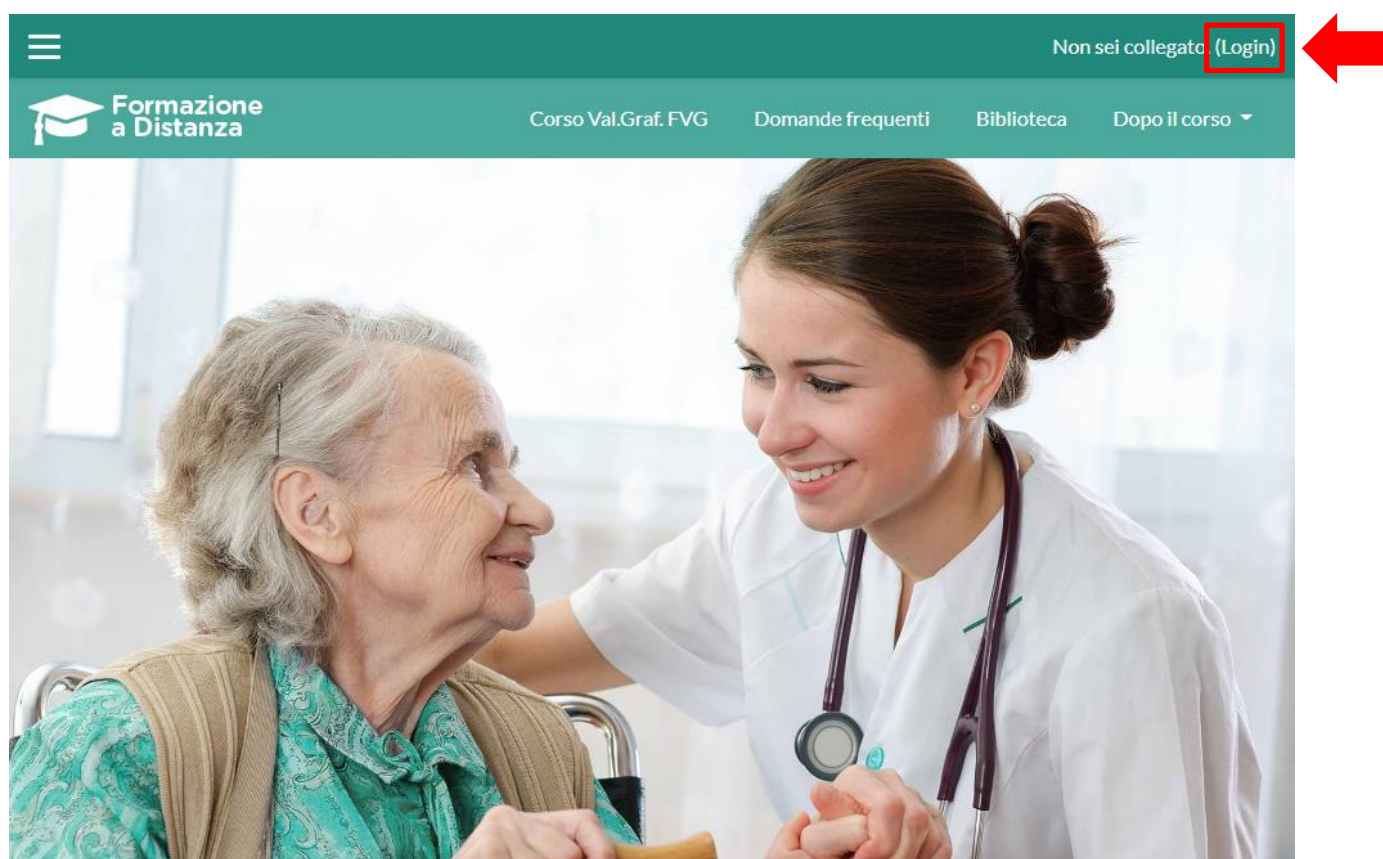 Non sei collegato. (Login)
Formazione
a Distanza
Corso Val.Graf. FVG
Domande frequenti
Biblioteca
Dopo il corso